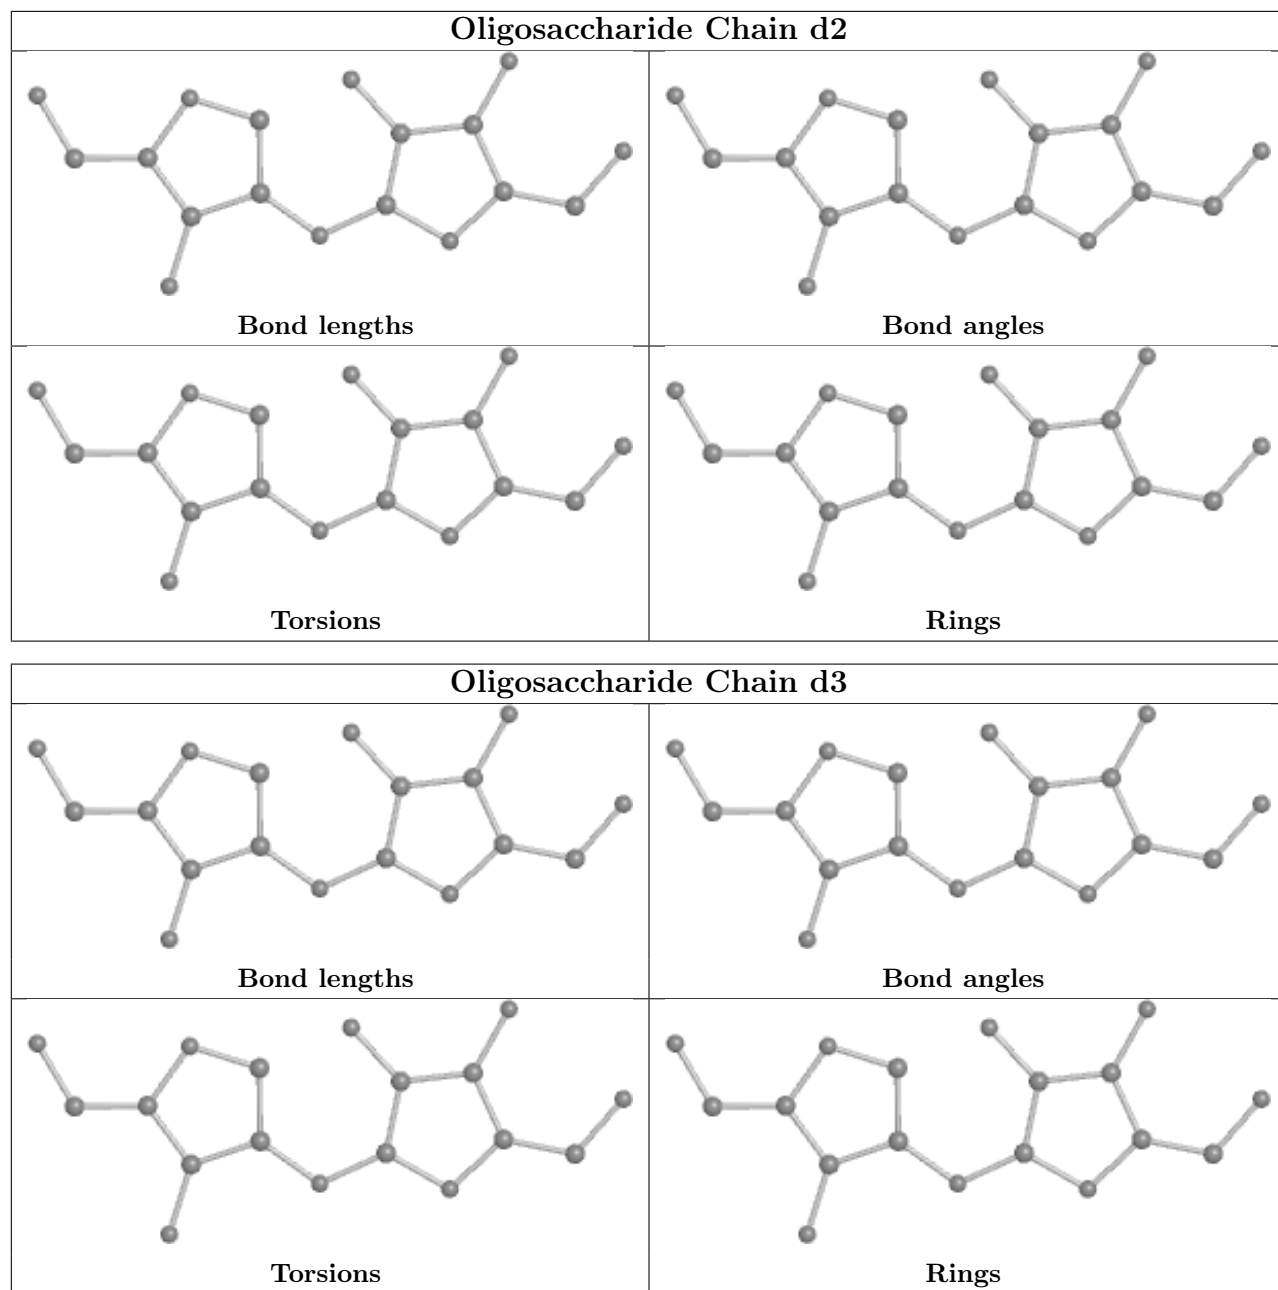 Oligosaccharide Chain d2
Bond lengths
Bond angles
Torsions
Rings
Oligosaccharide Chain d3
Bond lengths
Bond angles
Torsions
Rings